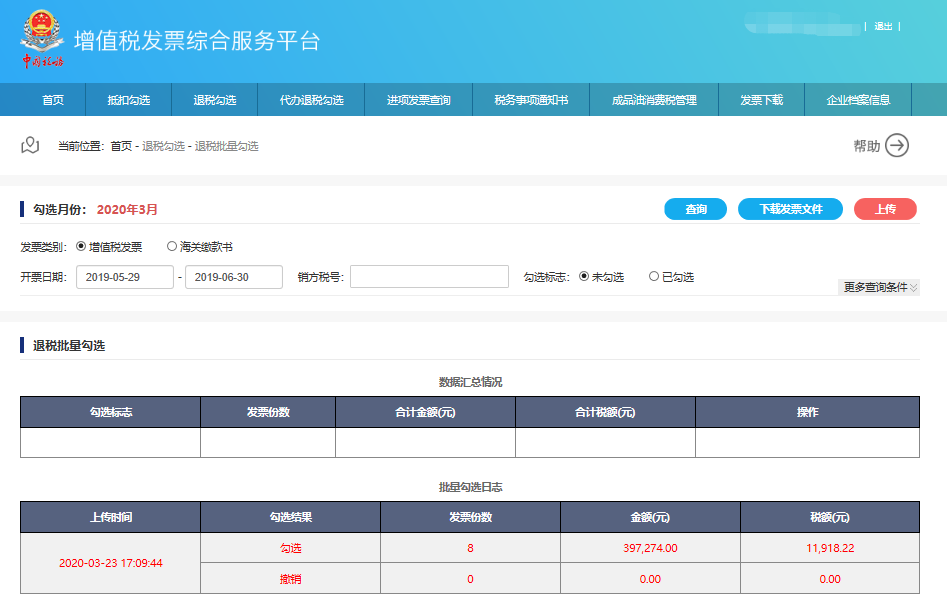 增值税发票综合服务平台
中国税务
| 退出 |
首页 抵扣勾选 退税勾选 代办退税勾选 进项发票查询 税务事项通知书 成品油消费税管理 发票下载 企业档案信息
当前位置: 首页 - 退税勾选 - 退税批量勾选 帮助
勾选月份: 2020年3月 查询 下载发票文件 上传
发票类别: 增值税发票 海关缴款书
开票日期: 2019-05-29 - 2019-06-30 销方税号: 勾选标志: 未勾选 已勾选
更多查询条件
退税批量勾选
数据汇总情况
勾选标志 发票份数 合计金额(元) 合计税额(元) 操作
批量勾选日志
上传时间 勾选结果 发票份数 金额(元) 税额(元)
2020-03-23 17:09:44 勾选 8 397,274.00 11,918.22
撤销 0 0.00 0.00